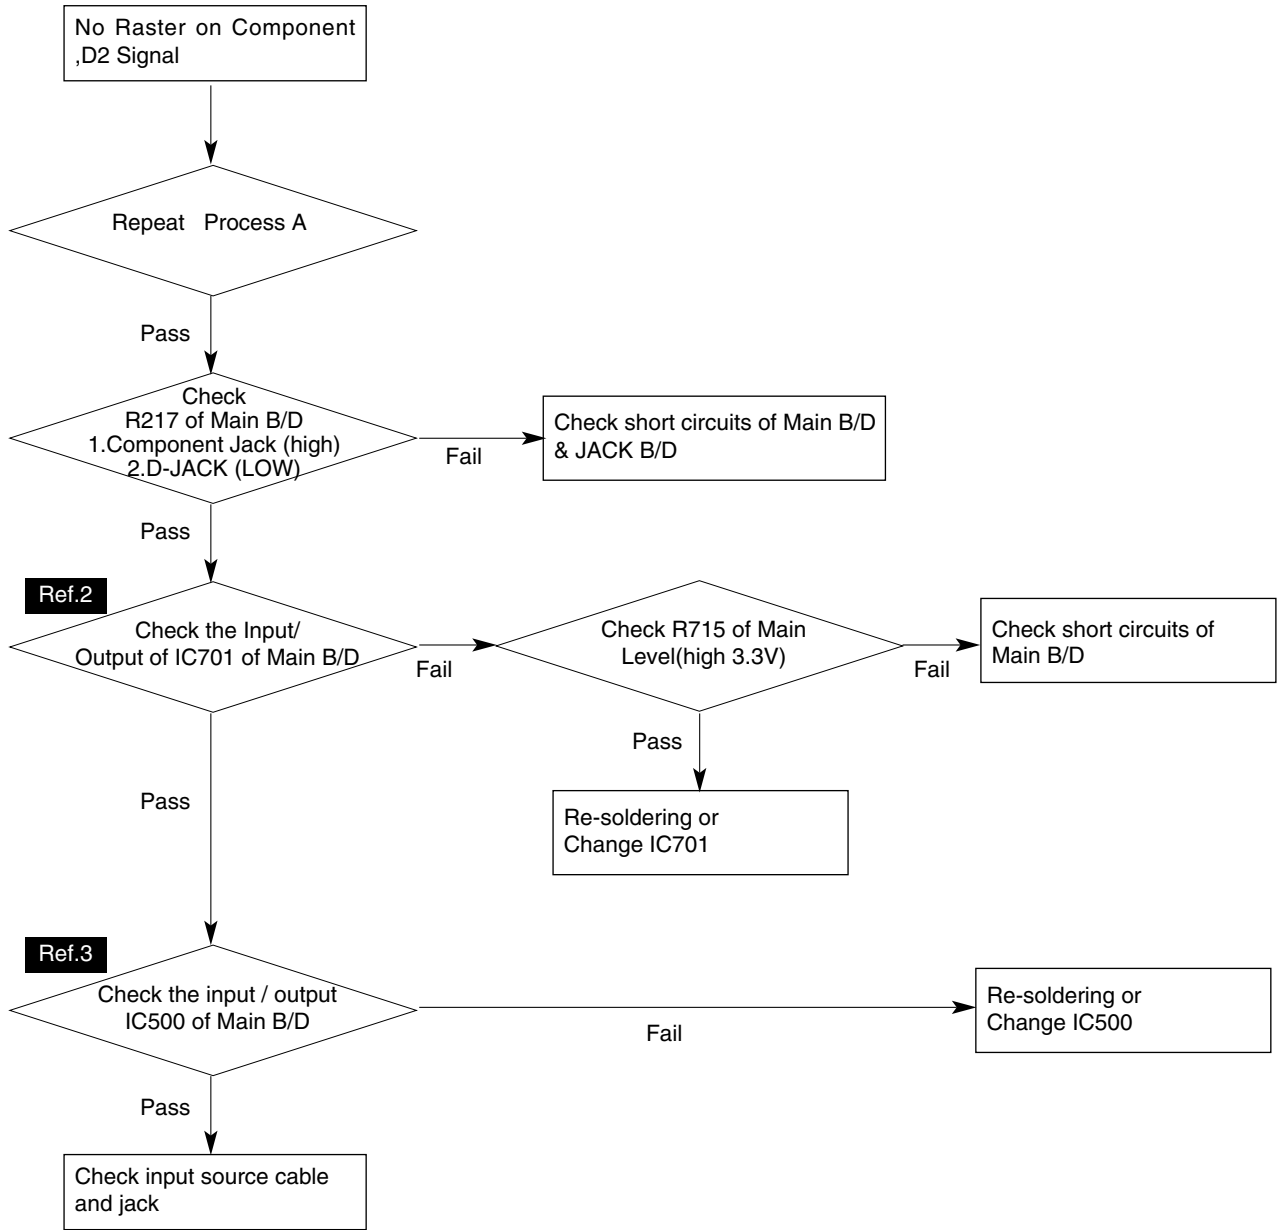 No Raster on Component
,D2 Signal
Repeat Process A
Pass
Check
R217 of Main B/D
1.Component Jack (high)
2.D-JACK (LOW)
Fail
Check short circuits of Main B/D
& JACK B/D
Pass
Ref.2
Check the Input/
Output of IC701 of Main B/D
Fail
Check R715 of Main
Level(high 3.3V)
Fail
Check short circuits of
Main B/D
Pass
Re-soldering or
Change IC701
Pass
Ref.3
Check the input / output
IC500 of Main B/D
Fail
Re-soldering or
Change IC500
Pass
Check input source cable
and jack